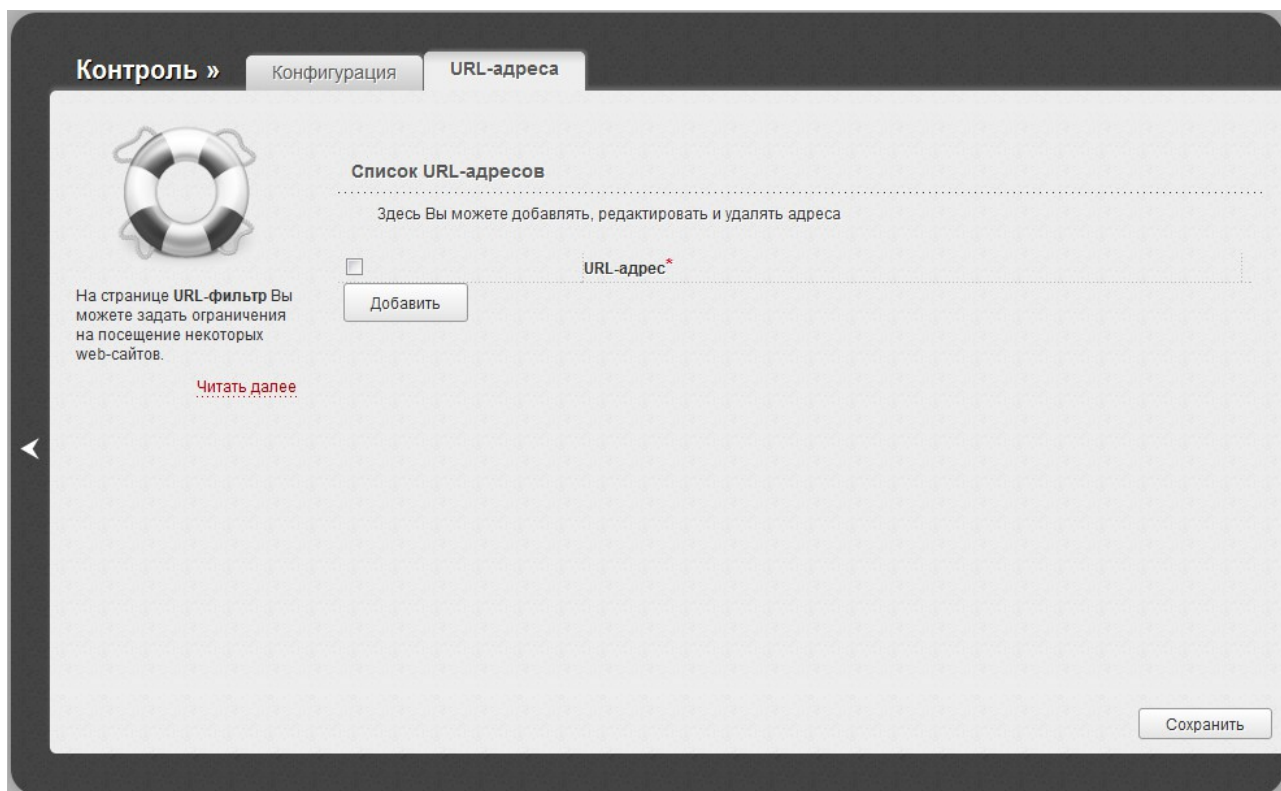 Контроль »
Конфигурация
URL-адреса
На странице URL-фильтр Вы
можете задать ограничения
на посещение некоторых
web-сайтов.
Читать далее
Список URL-адресов
Здесь Вы можете добавлять, редактировать и удалять адреса
URL-адрес*
Добавить
Сохранить